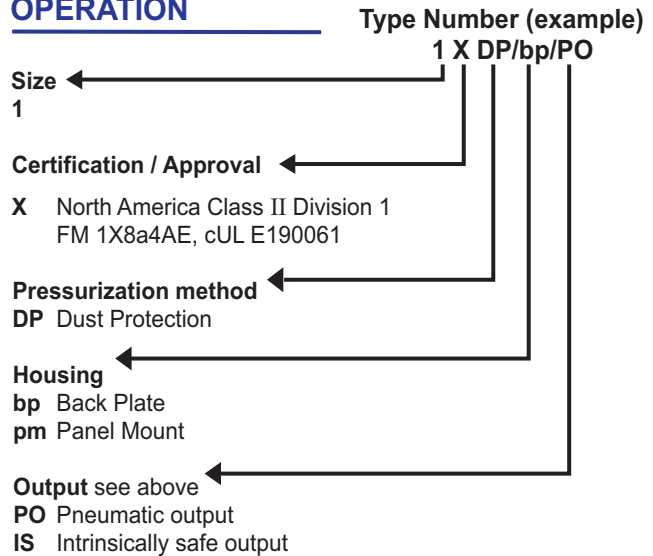 OPERATION
Type Number (example)
1 X DP/bp/PO
Size
1
Certification / Approval
X North America Class II Division 1
FM 1X8a4AE, cUL E190061
Pressurization method
DP Dust Protection
Housing
bp Back Plate
pm Panel Mount
Output see above
PO Pneumatic output
IS Intrinsically safe output